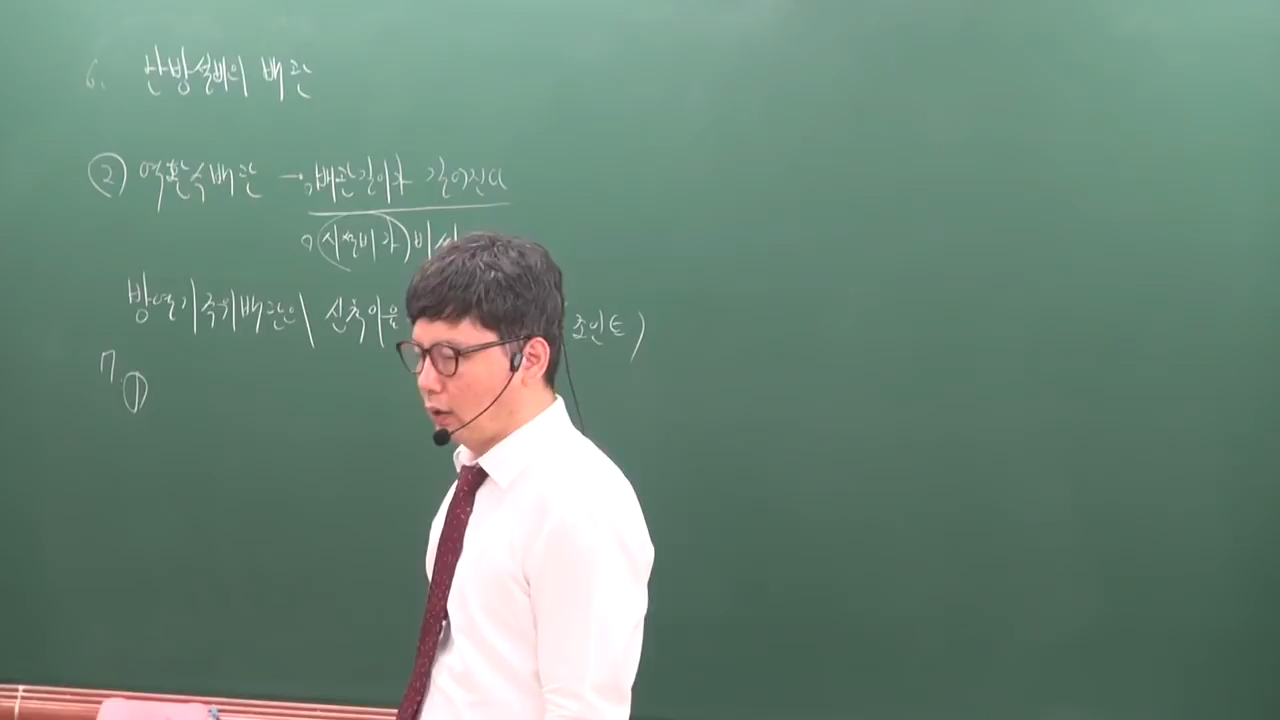 6. 난방설비의 배관
② 역환수배관 → 배관길이가 길어진다
시설비가 비싸
방열기 주위배관은 신축이음 조인트)
7. ①